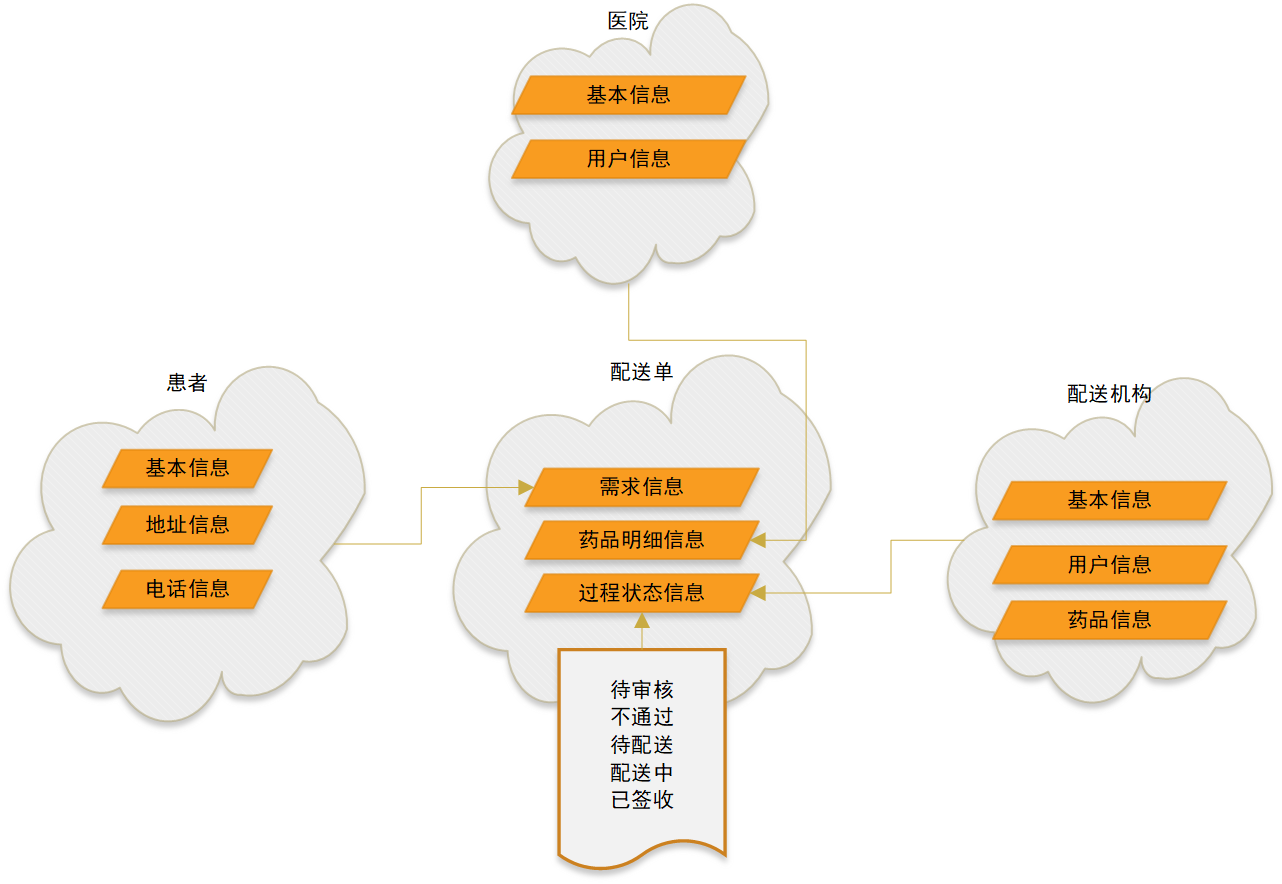 医院
基本信息
用户信息
患者
基本信息
地址信息
电话信息
配送单
需求信息
药品明细信息
过程状态信息
待审核
不通过
待配送
配送中
已签收
配送机构
基本信息
用户信息
药品信息